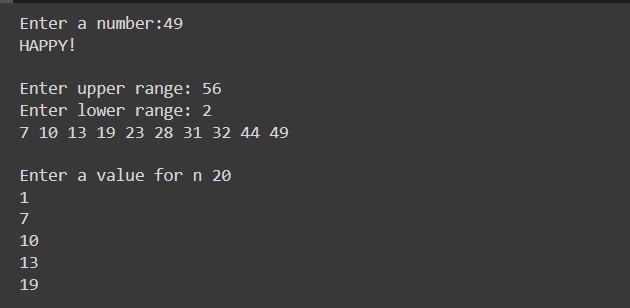 Enter a number:49
HAPPY!
Enter upper range: 56
Enter lower range: 2
7 10 13 19 23 28 31 32 44 49
Enter a value for n 20
1
7
10
13
19